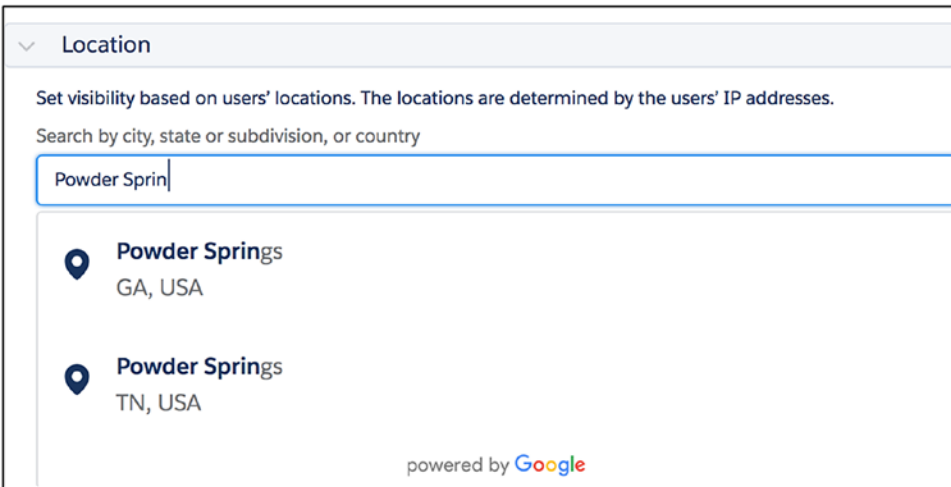 Location
Set visibility based on users' locations. The locations are determined by the users' IP addresses.
Search by city, state or subdivision, or country
Powder Sprin
Powder Springs
GA, USA
Powder Springs
TN, USA
powered by Google